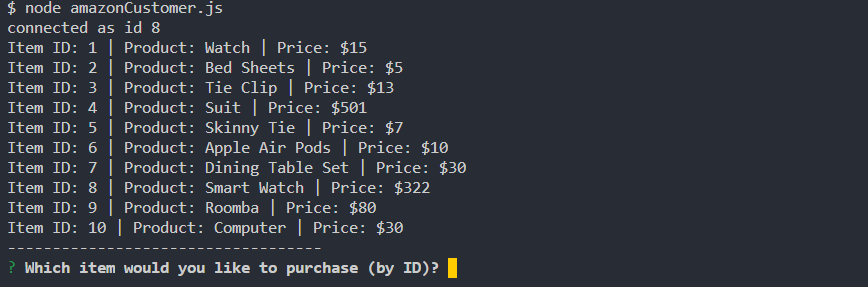 $ node amazonCustomer.js
connected as id 8
Item ID: 1 | Product: Watch | Price: $15
Item ID: 2 | Product: Bed Sheets | Price: $5
Item ID: 3 | Product: Tie Clip | Price: $13
Item ID: 4 | Product: Suit | Price: $501
Item ID: 5 | Product: Skinny Tie | Price: $7
Item ID: 6 | Product: Apple Air Pods | Price: $10
Item ID: 7 | Product: Dining Table Set | Price: $30
Item ID: 8 | Product: Smart Watch | Price: $322
Item ID: 9 | Product: Roomba | Price: $80
Item ID: 10 | Product: Computer | Price: $30
-----------------------------------
? Which item would you like to purchase (by ID)?